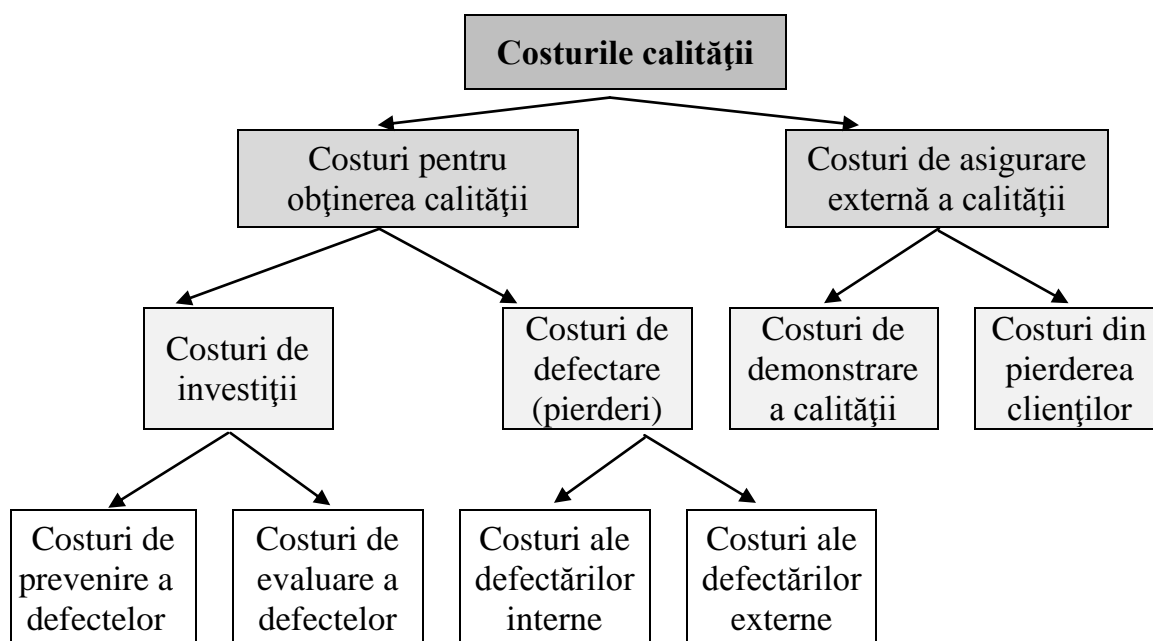 Costurile calităţii
Costuri pentru
obţinerea calităţii
Costuri de asigurare
externă a calităţii
Costuri de
investiţii
Costuri de
defectare
(pierderi)
Costuri de
demonstrare
a calităţii
Costuri din
pierderea
clienţilor
Costuri de
prevenire a
defectelor
Costuri de
evaluare a
defectelor
Costuri ale
defectărilor
interne
Costuri ale
defectărilor
externe